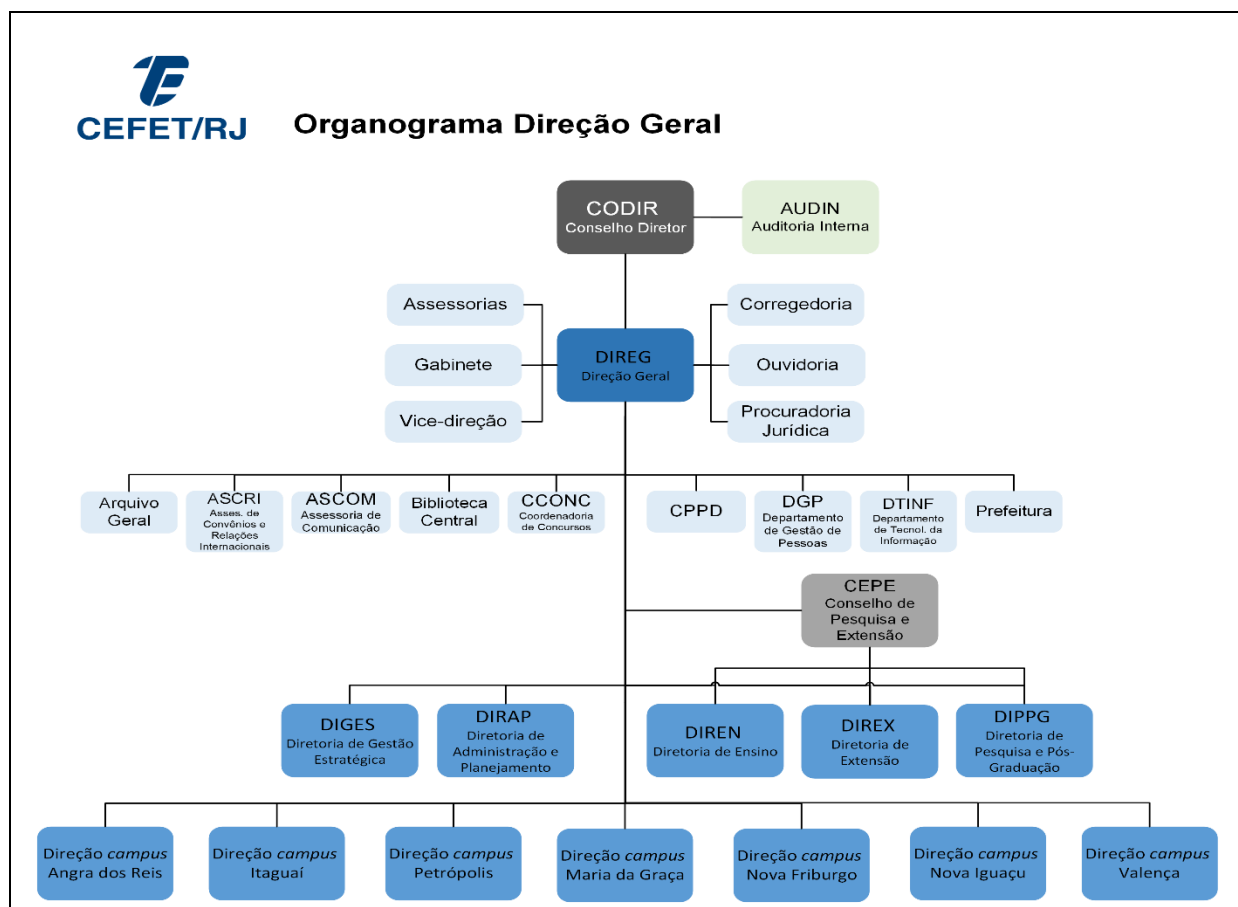 CEFET/RJ
Organograma Direção Geral
CODIR
Conselho Diretor
AUDIN
Auditoria Interna
Assessorias
Corregedoria
DIREG
Direção Geral
Gabinete
Ouvidoria
Vice-direção
Procuradoria
Jurídica
Arquivo
Geral
ASCRI
Asses. de
Convênios e
Relações
Internacionais
ASCOM
Assessoria de
Comunicação
Biblioteca
Central
CCONC
Coordenadoria
de Concursos
CPPD
DGP
Departamento
de Gestão de
Pessoas
DTINF
Departamento
de Tecnol. da
Informação
Prefeitura
CEPE
Conselho de
Pesquisa e
Extensão
DIGES
Diretoria de Gestão
Estratégica
DIRAP
Diretoria de
Administração e
Planejamento
DIREN
Diretoria de Ensino
DIREX
Diretoria de
Extensão
DIPPG
Diretoria de
Pesquisa e Pós-
Graduação
Direção campus
Angra dos Reis
Direção campus
Itaguaí
Direção campus
Petrópolis
Direção campus
Maria da Graça
Direção campus
Nova Friburgo
Direção campus
Nova Iguaçu
Direção campus
Valença